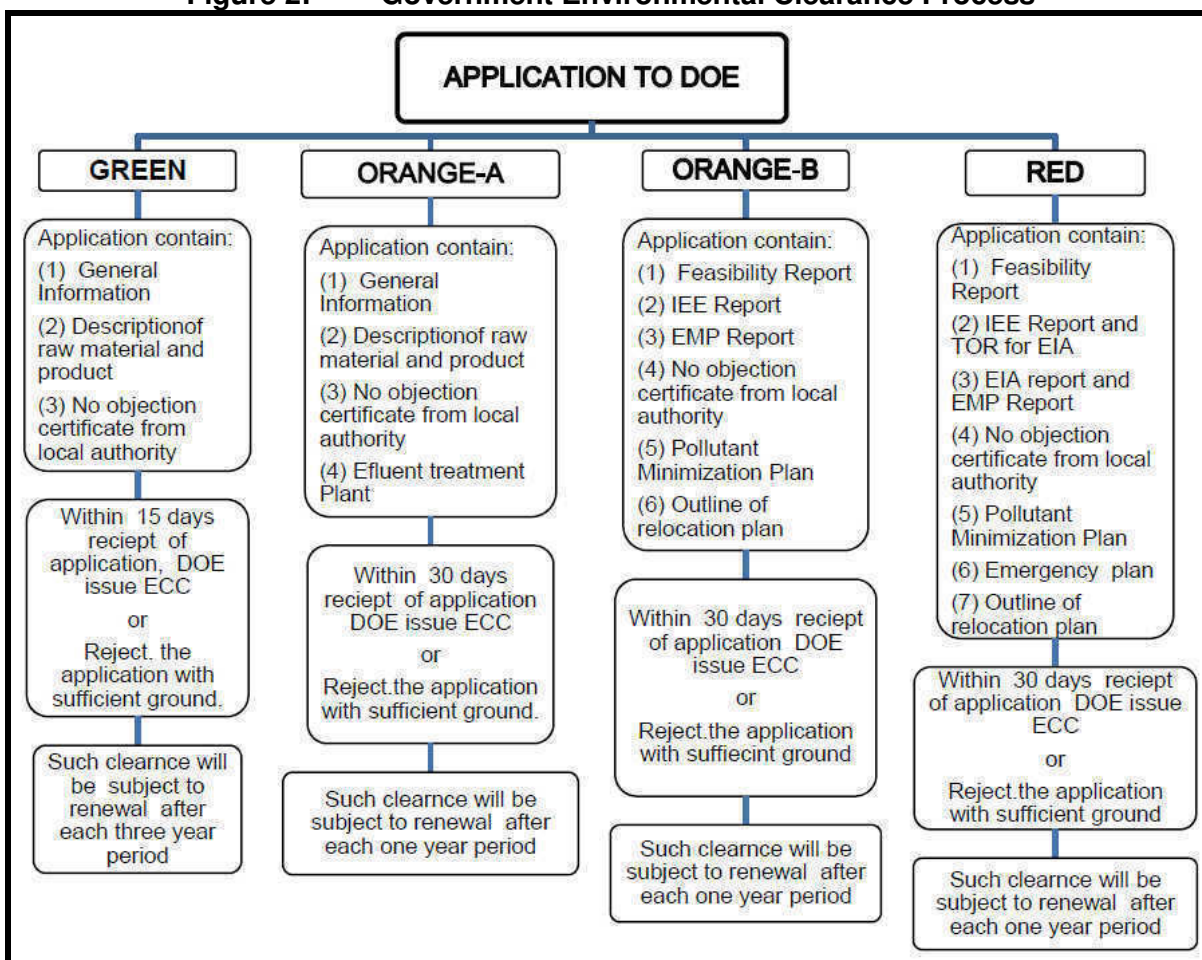 Figure 2: Government Environmental Clearance Process
APPLICATION TO DOE
GREEN
Application contain:
(1) General
Information
(2) Descriptionof
raw material and
product
(3) No objection
certificate from
local authority
Within 15 days
reciept of
application, DOE
issue ECC
or
Reject. the
application with
sufficient ground.
Such clearnce will
be subject to
renewal after
each three year
period
ORANGE-A
Application contain:
(1) General
Information
(2) Descriptionof raw
material and product
(3) No objection
certificate from local
authority
(4) Efluent treatment
Plant
Within 30 days
reciept of application
DOE issue ECC
or
Reject.the application
with sufficient ground.
Such clearnce will be
subject to renewal after
each one year period
ORANGE-B
Application contain:
(1) Feasibility Report
(2) IEE Report
(3) EMP Report
(4) No objection
certificate from local
authority
(5) Pollutant
Minimization Plan
(6) Outline of
relocation plan
Within 30 days reciept
of application DOE
issue ECC
or
Reject.the application
with suffiecint ground
Such clearnce will be
subject to renewal after
each one year period
RED
Application contain:
(1) Feasibility
Report
(2) IEE Report and
TOR for EIA
(3) EIA report and
EMP Report
(4) No objection
certificate from local
authority
(5) Pollutant
Minimization Plan
(6) Emergency plan
(7) Outline of
relocation plan
Within 30 days reciept
of application DOE issue
ECC
or
Reject.the application
with sufficient ground
Such clearnce will be
subject to renewal after
each one year period